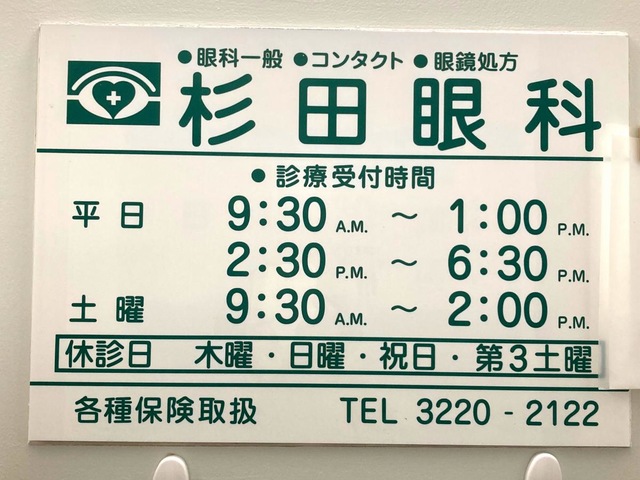 ●眼科一般 ●コンタクト ●眼鏡処方
杉田眼科
●診療受付時間
平日 9:30 A.M. ～ 1:00 P.M.
2:30 P.M. ～ 6:30 P.M.
土曜 9:30 A.M. ～ 2:00 P.M.
休診日 木曜・日曜・祝日・第3土曜
各種保険取扱 TEL 3220-2122